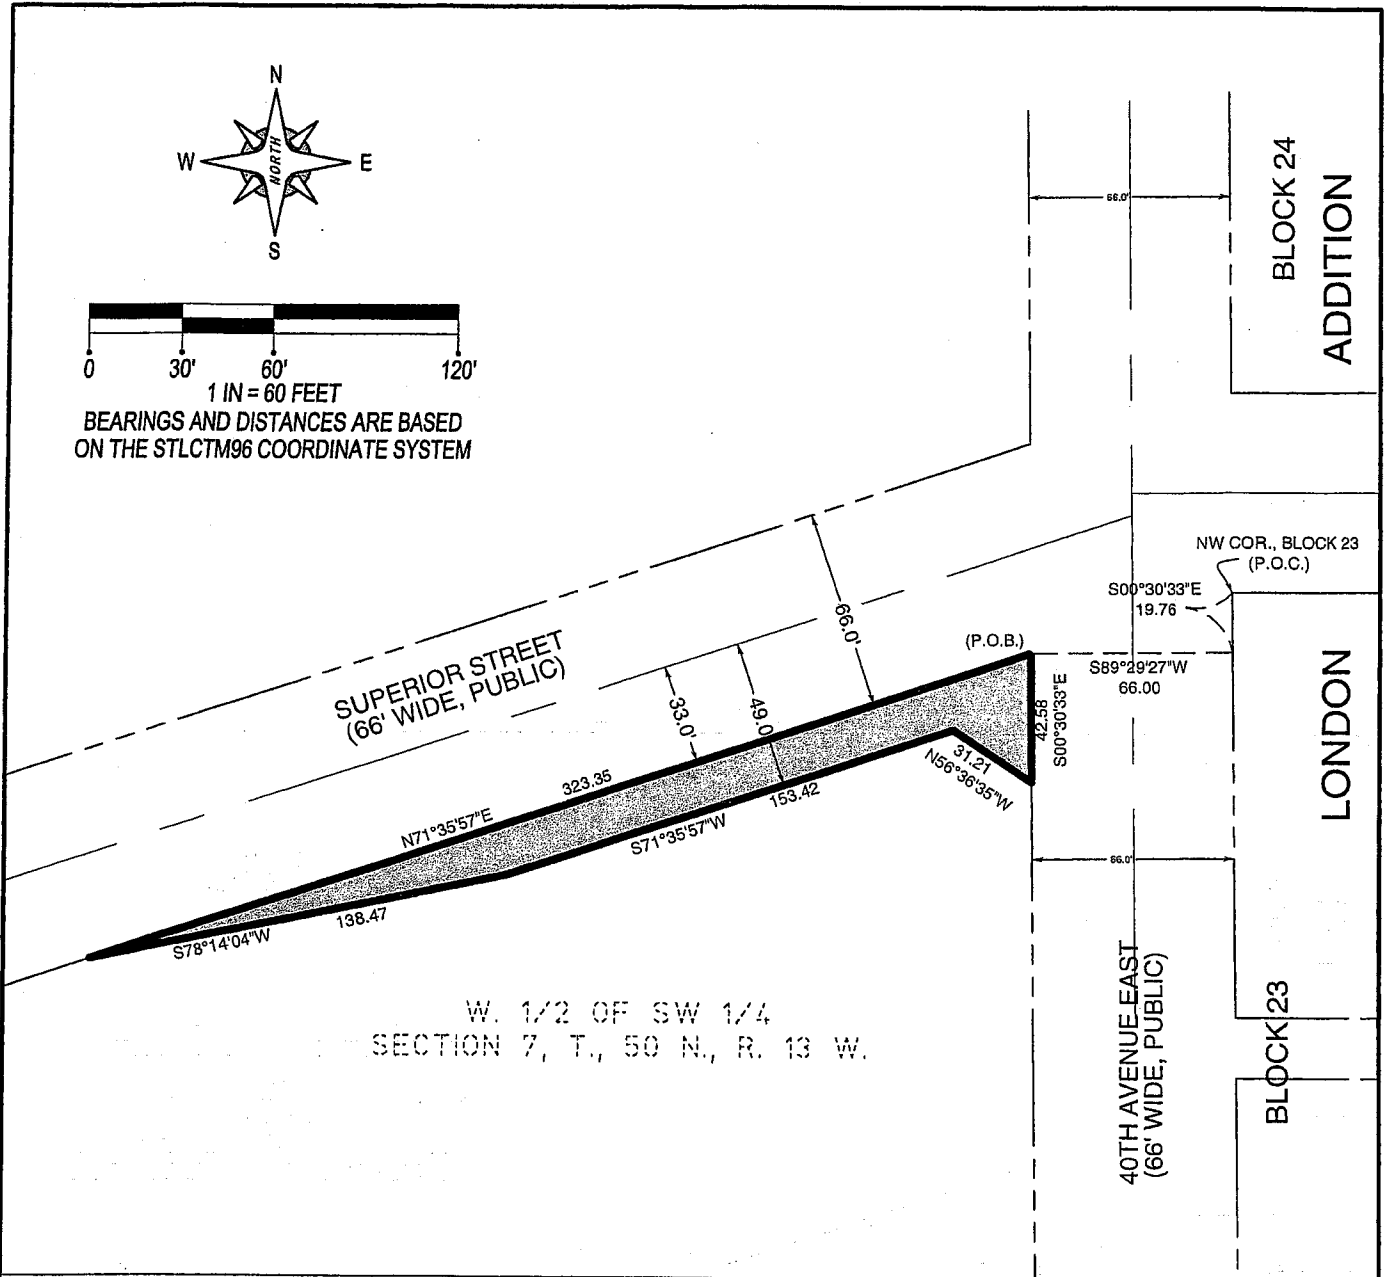 N
W
NORTH
E
S
0 30' 60' 120'
1 IN = 60 FEET
BEARINGS AND DISTANCES ARE BASED
ON THE STLCTM96 COORDINATE SYSTEM
66.0'
BLOCK 24
ADDITION
NW COR., BLOCK 23
(P.O.C.)
S00°30'33"E
19.76
(P.O.B.)
S89°29'27"W
66.00
SUPERIOR STREET
(66' WIDE, PUBLIC)
66.0'
33.0'
49.0'
42.58
S00°30'33"E
31.21
N56°36'35"W
323.35
N71°35'57"E
153.42
S71°35'57"W
138.47
S78°14'04"W
LONDON
66.0'
W. 1/2 OF SW 1/4
SECTION 7, T., 50 N., R. 13 W.
40TH AVENUE EAST
(66' WIDE, PUBLIC)
BLOCK 23